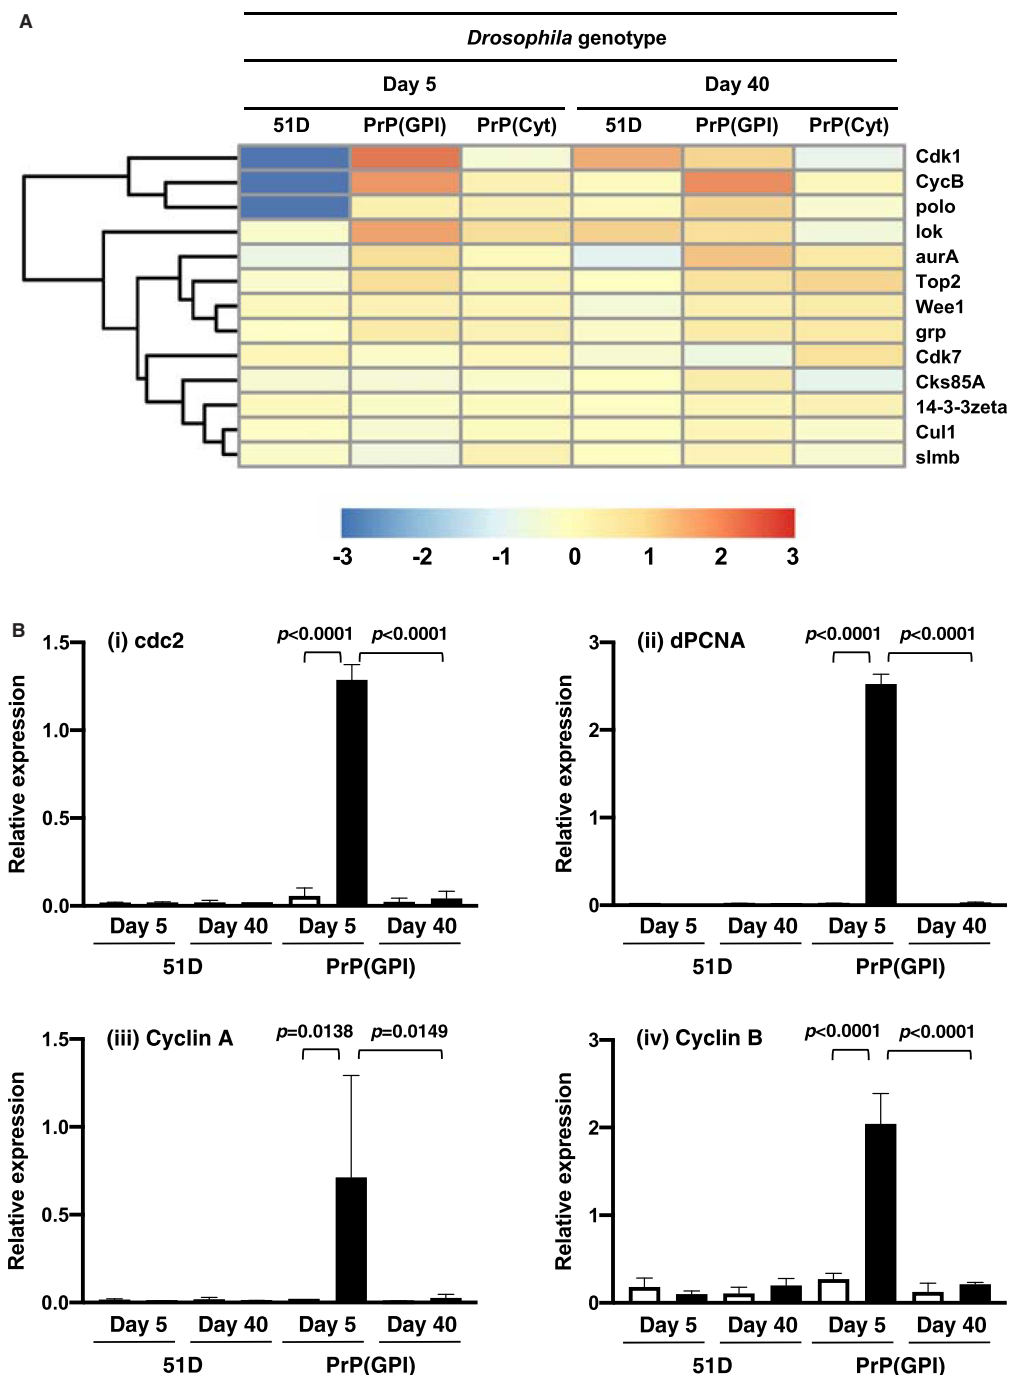 A
Drosophila genotype
Day 5 Day 40
51D PrP(GPI) PrP(Cyt) 51D PrP(GPI) PrP(Cyt)
Cdk1
CycB
polo
lok
aurA
Top2
Wee1
grp
Cdk7
Cks85A
14-3-3zeta
Cul1
slmb
-3 -2 -1 0 1 2 3
B
(i) cdc2
p<0.0001 p<0.0001
Relative expression
1.5
1.0
0.5
0.0
Day 5 Day 40 Day 5 Day 40
51D PrP(GPI)
(ii) dPCNA
p<0.0001 p<0.0001
Relative expression
3
2
1
0
Day 5 Day 40 Day 5 Day 40
51D PrP(GPI)
(iii) Cyclin A
p=0.0138 p=0.0149
Relative expression
1.5
1.0
0.5
0.0
Day 5 Day 40 Day 5 Day 40
51D PrP(GPI)
(iv) Cyclin B
p<0.0001 p<0.0001
Relative expression
3
2
1
0
Day 5 Day 40 Day 5 Day 40
51D PrP(GPI)